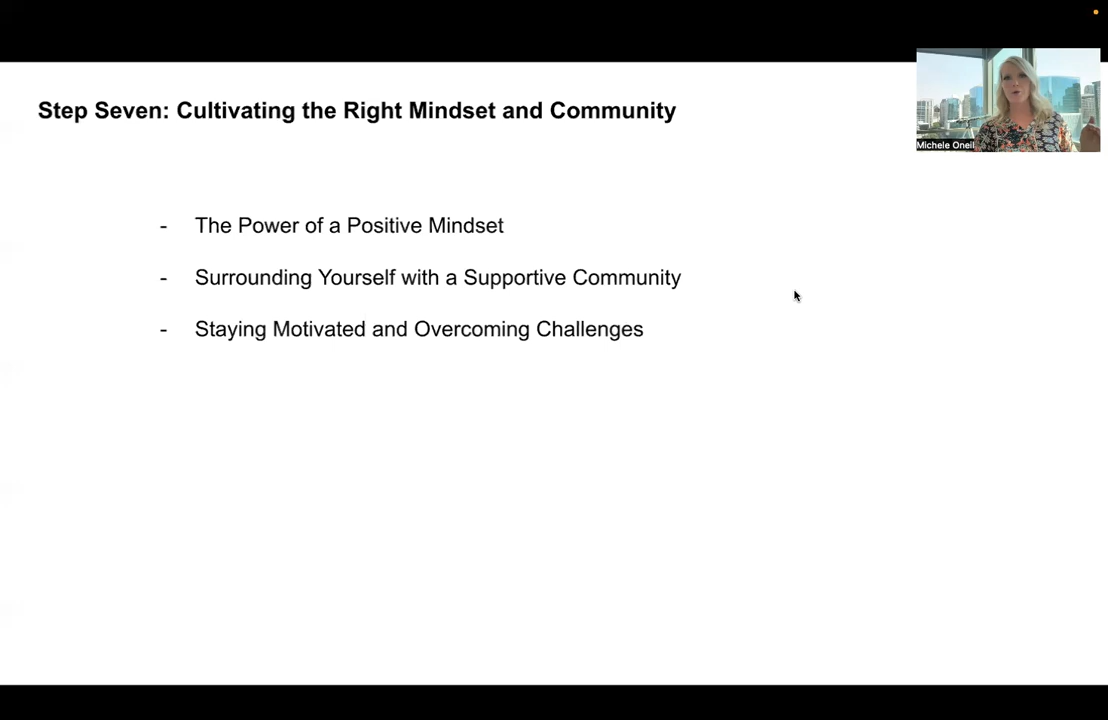 Step Seven: Cultivating the Right Mindset and Community
Michele Oneil
- The Power of a Positive Mindset
- Surrounding Yourself with a Supportive Community
- Staying Motivated and Overcoming Challenges